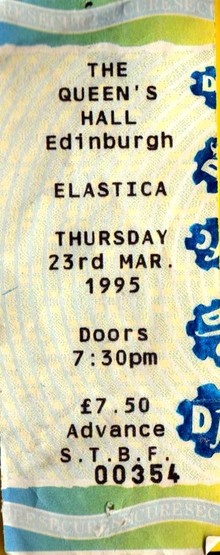 THE
QUEEN'S
HALL
Edinburgh
ELASTICA
THURSDAY
23rd MAR.
1995
Doors
7:30pm
£7.50
Advance
S.T.B.F.
00354